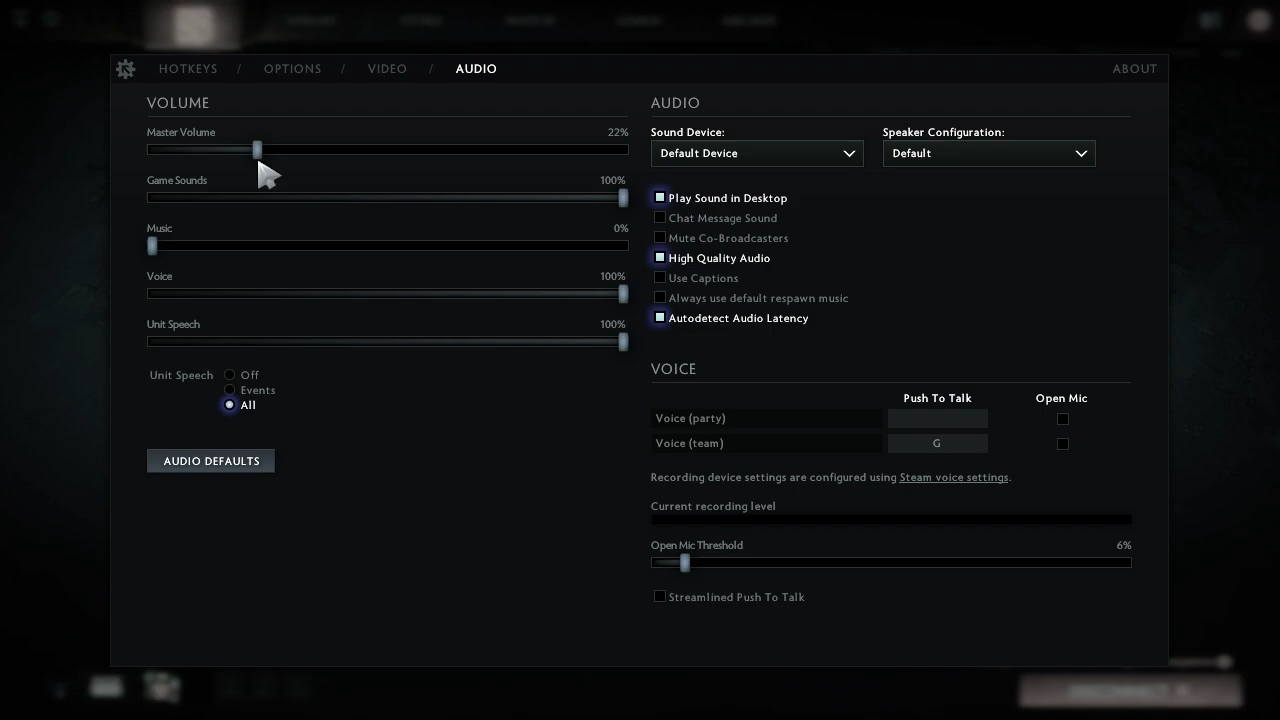 HOTKEYS / OPTIONS / VIDEO / AUDIO ABOUT
VOLUME
Master Volume 22%
Game Sounds 100%
Music 0%
Voice 100%
Unit Speech 100%
Unit Speech Off
Events
All
AUDIO DEFAULTS
AUDIO
Sound Device: Speaker Configuration:
Default Device Default
Play Sound in Desktop
Chat Message Sound
Mute Co-Broadcasters
High Quality Audio
Use Captions
Always use default respawn music
Autodetect Audio Latency
VOICE
Push To Talk Open Mic
Voice (party)
Voice (team) G
Recording device settings are configured using Steam voice settings.
Current recording level
Open Mic Threshold 6%
Streamlined Push To Talk